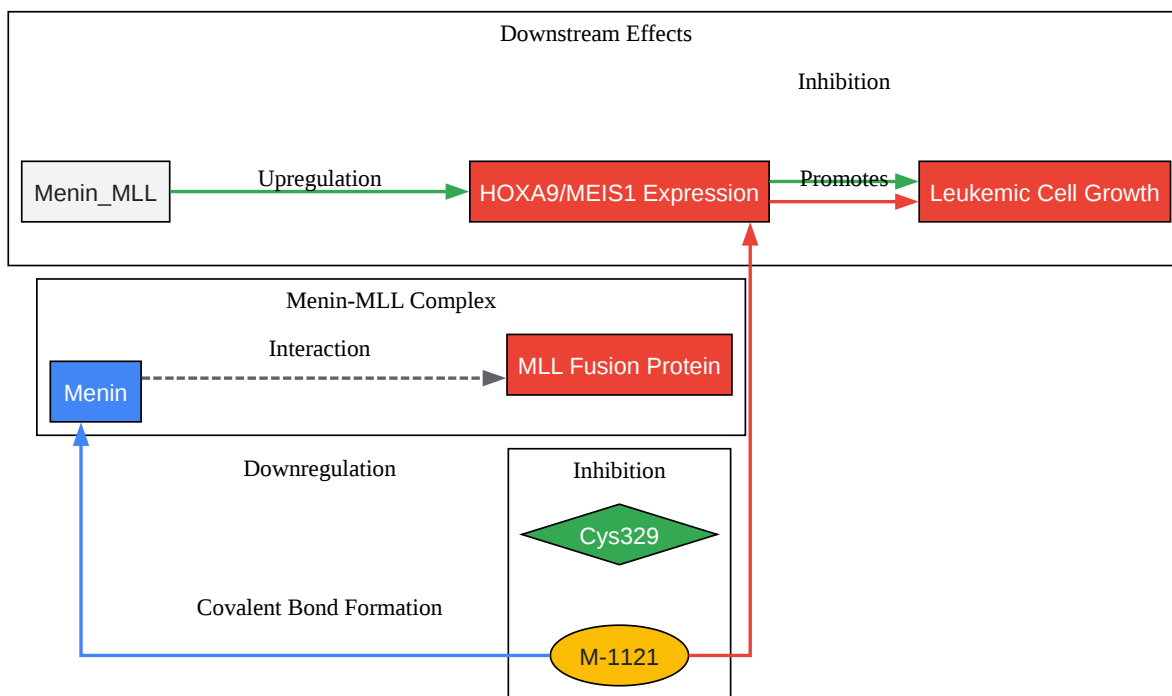 Downstream Effects
Inhibition
Menin_MLL
Upregulation
HOXA9/MEIS1 Expression
Promotes
Leukemic Cell Growth
Menin-MLL Complex
Interaction
MLL Fusion Protein
Menin
Downregulation
Inhibition
Cys329
Covalent Bond Formation
M-1121